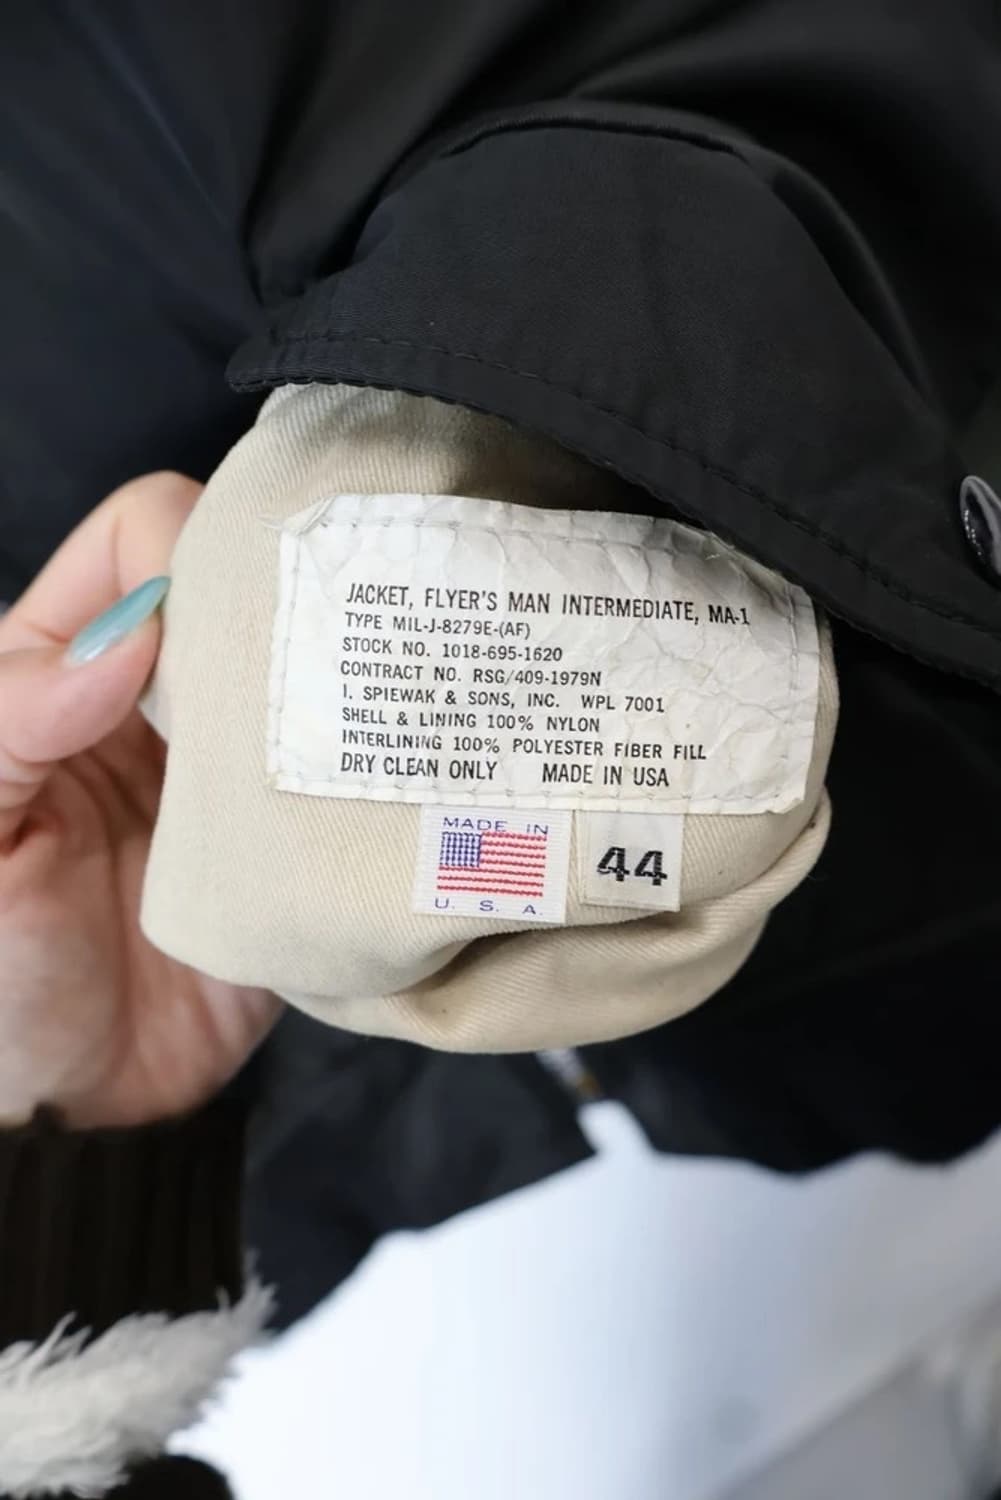 JACKET, FLYER'S MAN INTERMEDIATE, MA-1
TYPE MIL-J-8279E-(AF)
STOCK NO. 1018-695-1620
CONTRACT NO. RSG/409-1979N
I. SPIEWAK & SONS, INC. WPL 7001
SHELL & LINING 100% NYLON
INTERLINING 100% POLYESTER FIBER FILL
DRY CLEAN ONLY MADE IN USA
MADE IN
U. S. A.
44